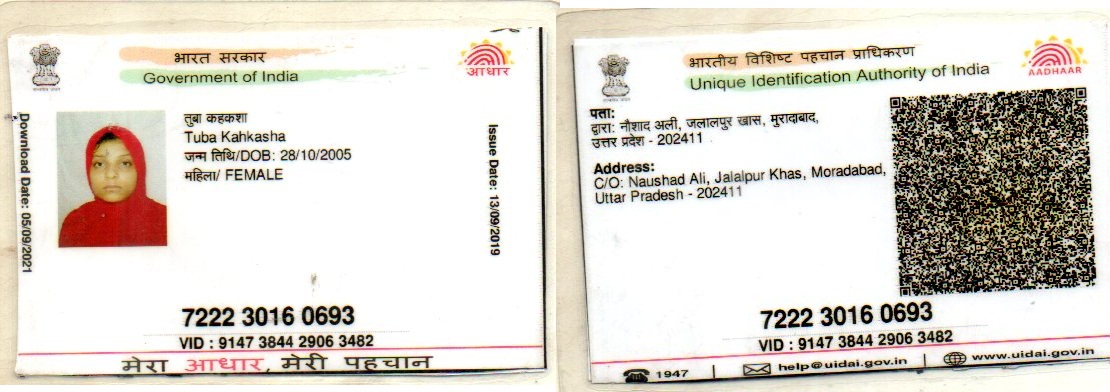 भारत सरकार
Government of India
आधार
Download Date: 05/09/2021
तुबा कहकशा
Tuba Kahkasha
जन्म तिथि/DOB: 28/10/2005
महिला/ FEMALE
Issue Date: 13/09/2019
7222 3016 0693
VID : 9147 3844 2906 3482
मेरा आधार, मेरी पहचान
भारतीय विशिष्ट पहचान प्राधिकरण
Unique Identification Authority of India
AADHAAR
पता:
द्वारा: नौशाद अली, जलालपुर खास, मुरादाबाद,
उत्तर प्रदेश - 202411
Address:
C/O: Naushad Ali, Jalalpur Khas, Moradabad,
Uttar Pradesh - 202411
7222 3016 0693
VID : 9147 3844 2906 3482
1947 | help@uidai.gov.in | www.uidai.gov.in